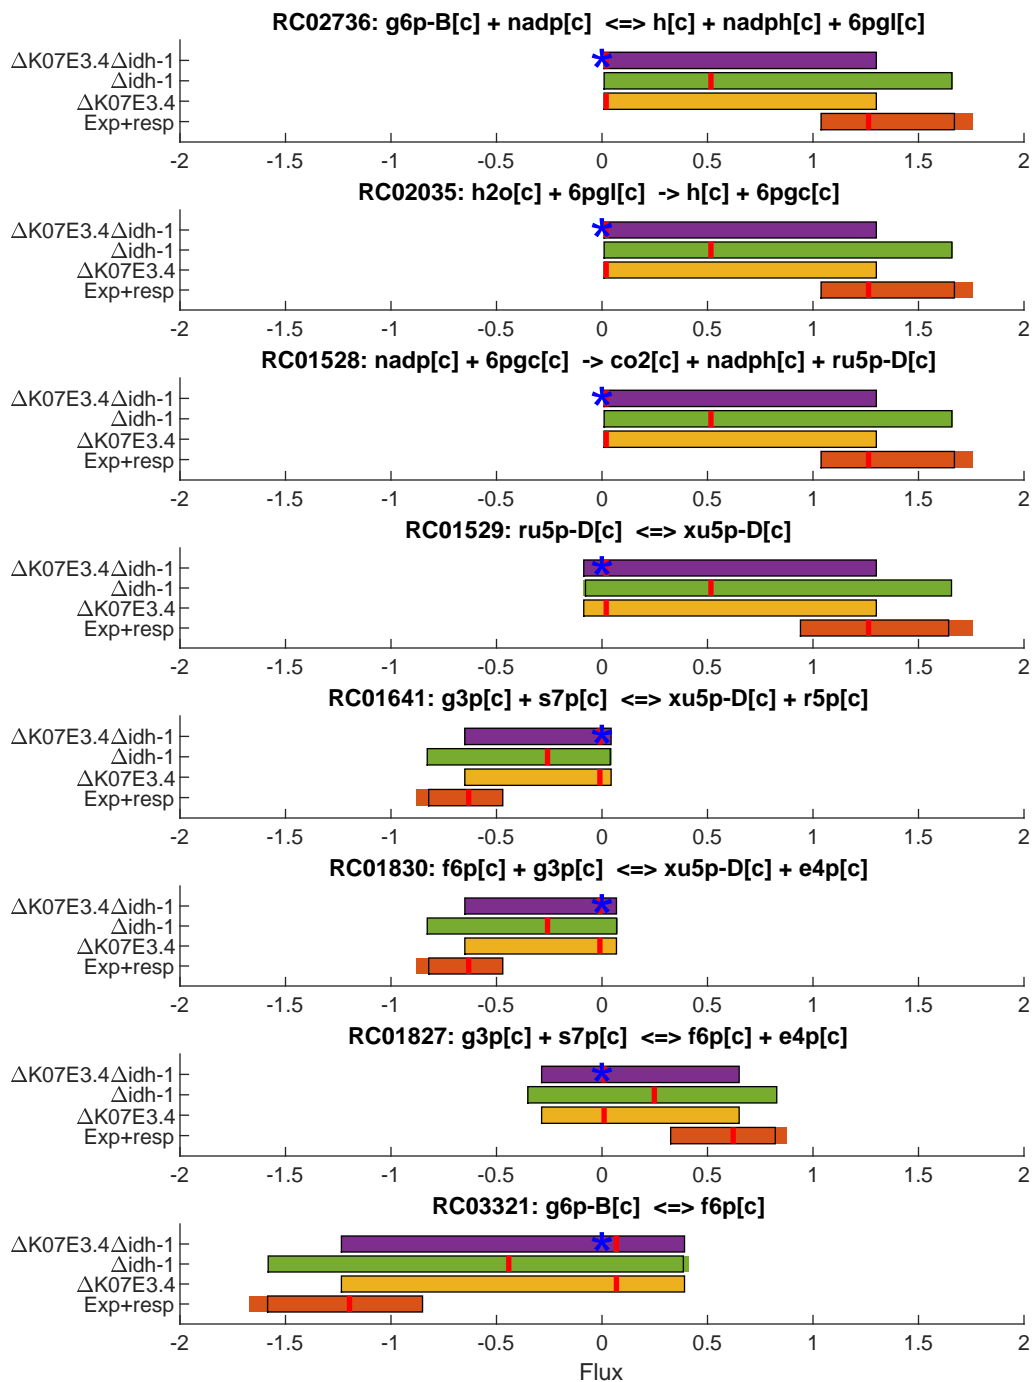 RC02736: g6p-B[c] + nadp[c]  <=> h[c] + nadph[c] + 6pgl[c]
ΔK07E3.4Δidh-1
Δidh-1
ΔK07E3.4
Exp+resp
-2 -1.5 -1 -0.5 0 0.5 1 1.5 2
RC02035: h2o[c] + 6pgl[c]  -> h[c] + 6pgc[c]
ΔK07E3.4Δidh-1
Δidh-1
ΔK07E3.4
Exp+resp
-2 -1.5 -1 -0.5 0 0.5 1 1.5 2
RC01528: nadp[c] + 6pgc[c]  -> co2[c] + nadph[c] + ru5p-D[c]
ΔK07E3.4Δidh-1
Δidh-1
ΔK07E3.4
Exp+resp
-2 -1.5 -1 -0.5 0 0.5 1 1.5 2
RC01529: ru5p-D[c]  <=> xu5p-D[c]
ΔK07E3.4Δidh-1
Δidh-1
ΔK07E3.4
Exp+resp
-2 -1.5 -1 -0.5 0 0.5 1 1.5 2
RC01641: g3p[c] + s7p[c]  <=> xu5p-D[c] + r5p[c]
ΔK07E3.4Δidh-1
Δidh-1
ΔK07E3.4
Exp+resp
-2 -1.5 -1 -0.5 0 0.5 1 1.5 2
RC01830: f6p[c] + g3p[c]  <=> xu5p-D[c] + e4p[c]
ΔK07E3.4Δidh-1
Δidh-1
ΔK07E3.4
Exp+resp
-2 -1.5 -1 -0.5 0 0.5 1 1.5 2
RC01827: g3p[c] + s7p[c]  <=> f6p[c] + e4p[c]
ΔK07E3.4Δidh-1
Δidh-1
ΔK07E3.4
Exp+resp
-2 -1.5 -1 -0.5 0 0.5 1 1.5 2
RC03321: g6p-B[c]  <=> f6p[c]
ΔK07E3.4Δidh-1
Δidh-1
ΔK07E3.4
Exp+resp
-2 -1.5 -1 -0.5 0 0.5 1 1.5 2
Flux